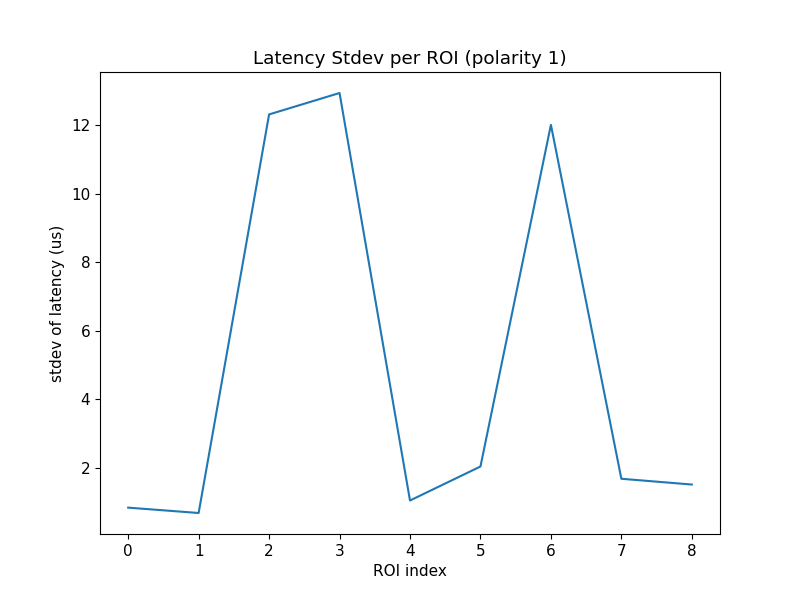 Latency Stdev per ROI (polarity 1)
stdev of latency (us)
12
10
8
6
4
2
0 1 2 3 4 5 6 7 8
ROI index